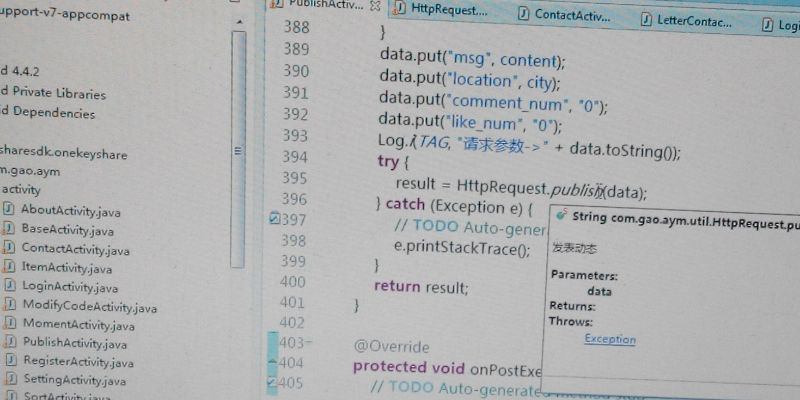 upport-v7-appcompat
d 4.4.2
d Private Libraries
d Dependencies
sharesdk.onekeyshare
m.gao.aym
activity
AboutActivity.java
BaseActivity.java
ContactActivity.java
ItemActivity.java
LoginActivity.java
ModifyCodeActivity.java
MomentActivity.java
PublishActivity.java
RegisterActivity.java
SettingActivity.java
SortActivity.java
PublishActiv... HttpRequest.... ContactActiv... LetterContac... Logi
388 }
389 data.put("msg", content);
390 data.put("location", city);
391 data.put("comment_num", "0");
392 data.put("like_num", "0");
393 Log.i(TAG, "请求参数->" + data.toString());
394 try {
395 result = HttpRequest.publish(data);
396 } catch (Exception e) {
397 // TODO Auto-gener
398 e.printStackTrace();
399 }
400 return result;
401 }
402
403 @Override
404 protected void onPostExe
405 // TODO Auto-generated method stub
String com.gao.aym.util.HttpRequest.pu
发表动态
Parameters:
data
Returns:
Throws:
Exception